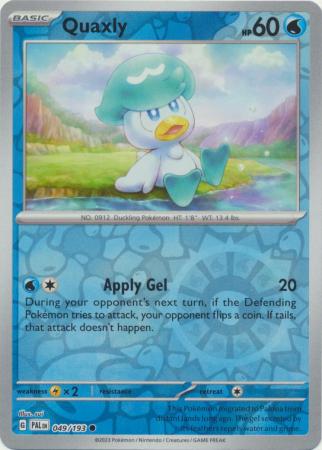 BASIC Quaxly HP 60
NO. 0912 Duckling Pokémon HT: 1'8" WT: 13.4 lbs.
Apply Gel 20
During your opponent's next turn, if the Defending
Pokémon tries to attack, your opponent flips a coin. If tails,
that attack doesn't happen.
weakness ×2 resistance retreat
Illus.
G PAL EN 049/193
This Pokémon migrated to Paldea
from distant lands long ago. The gel secreted by
its feathers repels water and grime.
©2023 Pokémon / Nintendo / Creatures / GAME FREAK